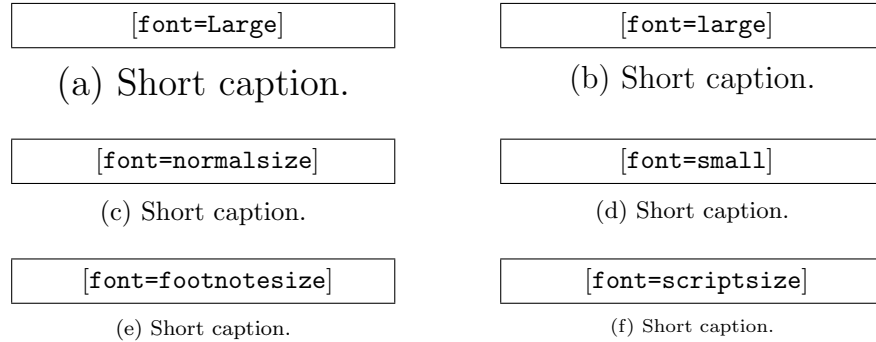 [font=Large]
(a) Short caption.
[font=large]
(b) Short caption.
[font=normalsize]
(c) Short caption.
[font=small]
(d) Short caption.
[font=footnotesize]
(e) Short caption.
[font=scriptsize]
(f) Short caption.